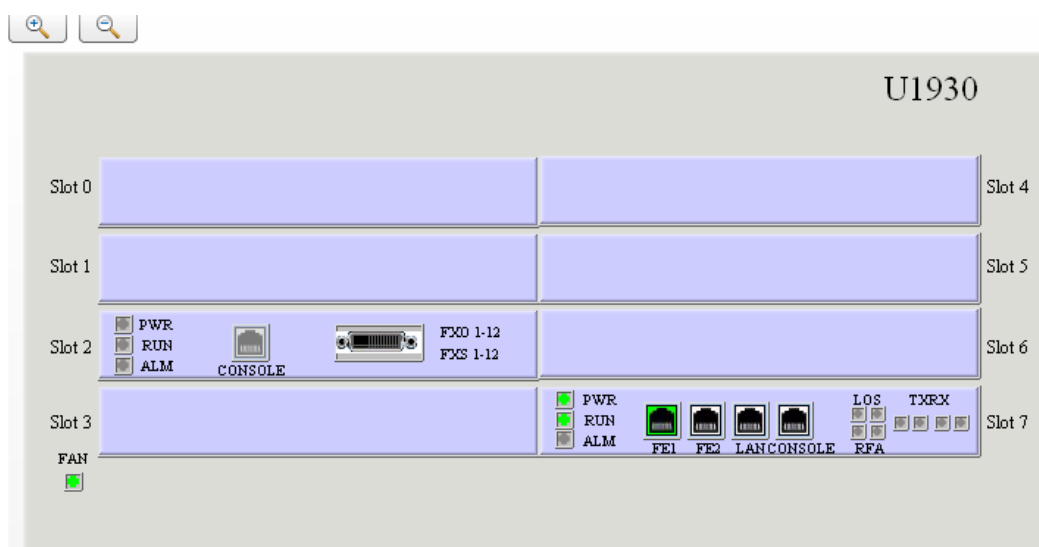 U1930
Slot 0
Slot 4
Slot 1
Slot 5
Slot 2
PWR
RUN
ALM
CONSOLE
FXO 1-12
FXS 1-12
Slot 6
Slot 3
PWR
RUN
ALM
FE1 FE2 LAN CONSOLE
LOS TXRX
RFA
Slot 7
FAN